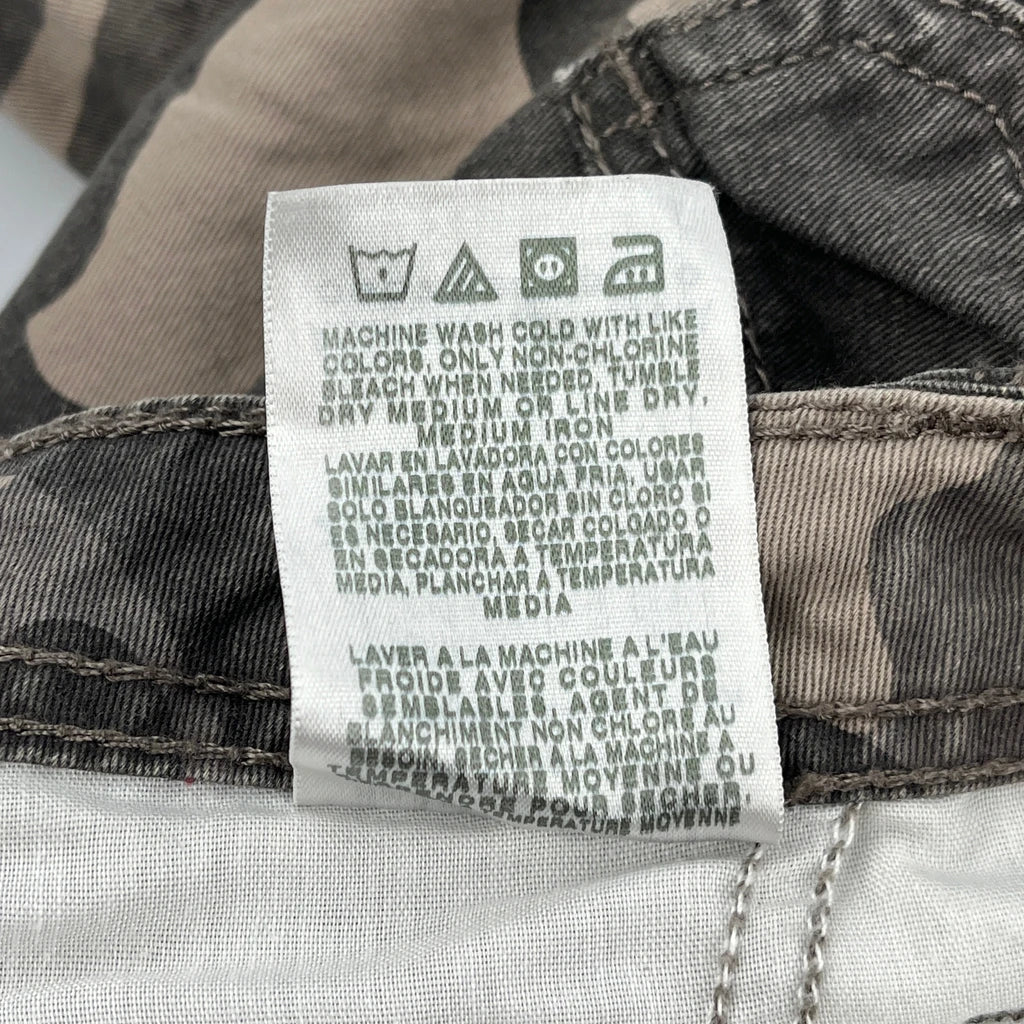 MACHINE WASH COLD WITH LIKE
COLORS, ONLY NON-CHLORINE
BLEACH WHEN NEEDED, TUMBLE
DRY MEDIUM OR LINE DRY,
MEDIUM IRON
LAVAR EN LAVADORA CON COLORES
SIMILARES EN AGUA FRIA, USAR
SOLO BLANQUEADOR SIN CLORO SI
ES NECESARIO, SECAR COLGADO O
EN SECADORA A TEMPERATURA
MEDIA, PLANCHAR A TEMPERATURA
MEDIA
LAVER A LA MACHINE A L'EAU
FROIDE AVEC COULEURS
SEMBLABLES, AGENT DE
BLANCHIMENT NON CHLORE AU
BESOIN, SECHER A LA MACHINE A
TEMPERATURE MOYENNE OU
POUR SECHER,
TEMPERATURE MOYENNE